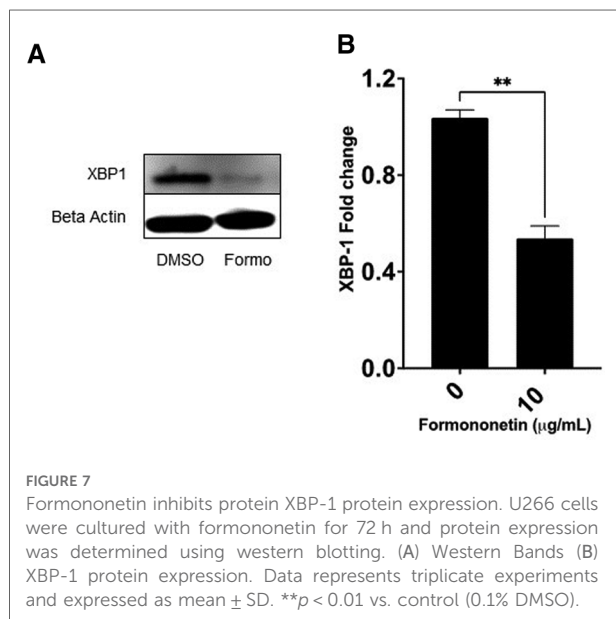 A
XBP1
Beta Actin
DMSO Formo
B
XBP-1 Fold change
1.2
0.8
0.4
0.0
**
0
10
Formononetin (µg/mL)
FIGURE 7
Formononetin inhibits protein XBP-1 protein expression. U266 cells
were cultured with formononetin for 72 h and protein expression
was determined using western blotting. (A) Western Bands (B)
XBP-1 protein expression. Data represents triplicate experiments
and expressed as mean ± SD. **p < 0.01 vs. control (0.1% DMSO).